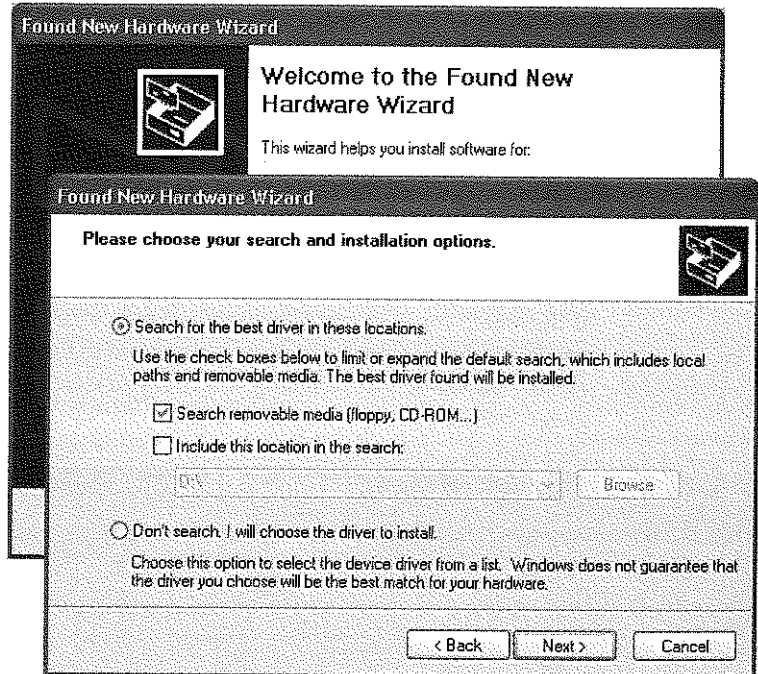 Found New Hardware Wizard
Welcome to the Found New
Hardware Wizard
This wizard helps you install software for:
Found New Hardware Wizard
Please choose your search and installation options.
Search for the best driver in these locations.
Use the check boxes below to limit or expand the default search, which includes local
paths and removable media. The best driver found will be installed.
Search removable media (floppy, CD-ROM...)
Include this location in the search:
D:\
Browse
Don't search. I will choose the driver to install.
Choose this option to select the device driver from a list. Windows does not guarantee that
the driver you choose will be the best match for your hardware.
< Back
Next >
Cancel